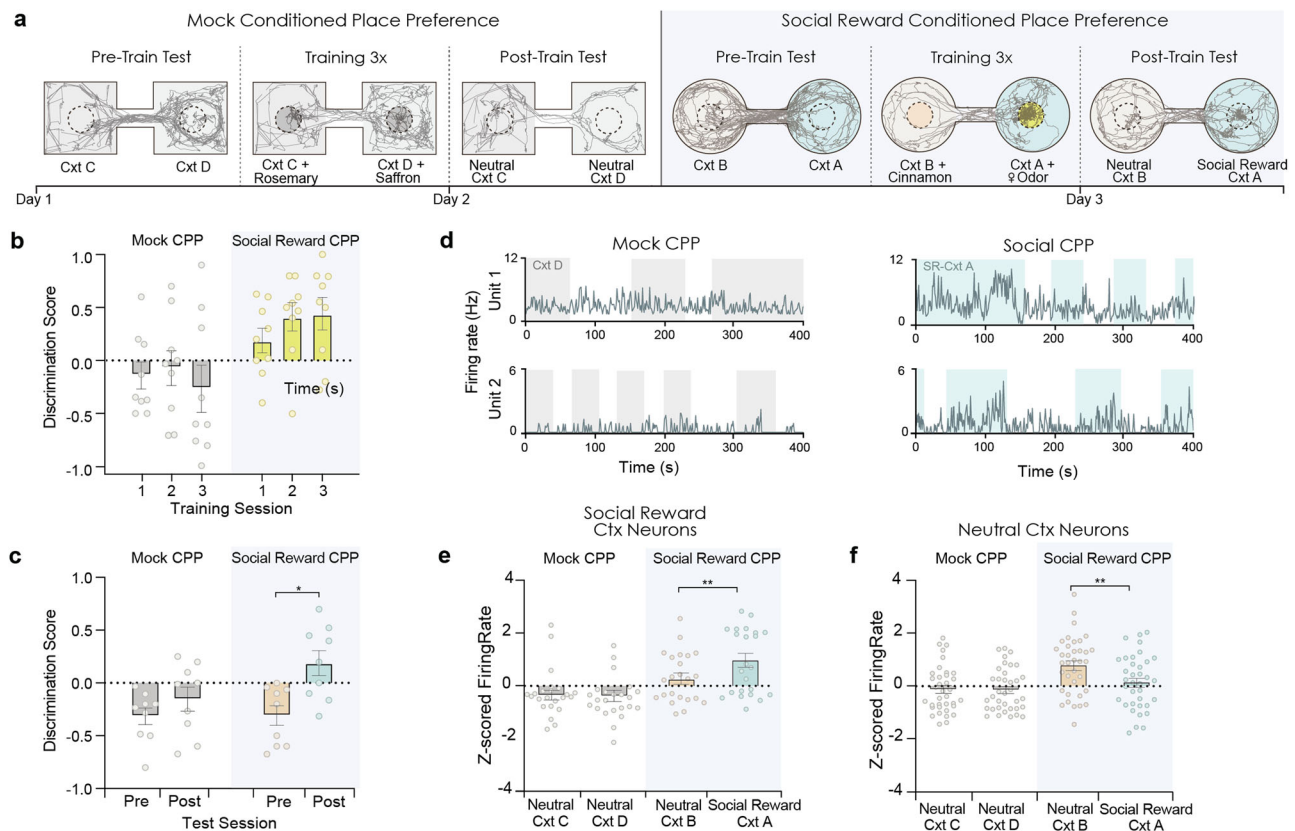 a
Mock Conditioned Place Preference
Social Reward Conditioned Place Preference
Pre-Train Test
Training 3x
Post-Train Test
Pre-Train Test
Training 3x
Post-Train Test
Cxt C
Cxt D
Cxt C +
Rosemary
Cxt D +
Saffron
Neutral
Cxt C
Neutral
Cxt D
Cxt B
Cxt A
Cxt B +
Cinnamon
Cxt A +
♀Odor
Neutral
Cxt B
Social Reward
Cxt A
Day 1
Day 2
Day 3
b
Mock CPP
Social Reward CPP
Discrimination Score
1.0
0.5
0.0
-0.5
-1.0
Time (s)
1 2 3
1 2 3
Training Session
c
Mock CPP
Social Reward CPP
Discrimination Score
1.0
0.5
0.0
-0.5
-1.0
*
Pre Post
Pre Post
Test Session
d
Mock CPP
Social CPP
Firing rate (Hz)
Unit 1
12
0
Cxt D
0 100 200 300 400
12
0
SR-Cxt A
0 100 200 300 400
Unit 2
6
0
0 100 200 300 400
Time (s)
6
0
0 100 200 300 400
Time (s)
e
Social Reward
Ctx Neurons
Mock CPP
Social Reward CPP
Z-scored FiringRate
4
2
0
-2
-4
**
Neutral
Cxt C
Neutral
Cxt D
Neutral
Cxt B
Social Reward
Cxt A
f
Neutral Ctx Neurons
Mock CPP
Social Reward CPP
Z-scored FiringRate
4
2
0
-2
-4
**
Neutral
Cxt C
Neutral
Cxt D
Neutral
Cxt B
Social Reward
Cxt A